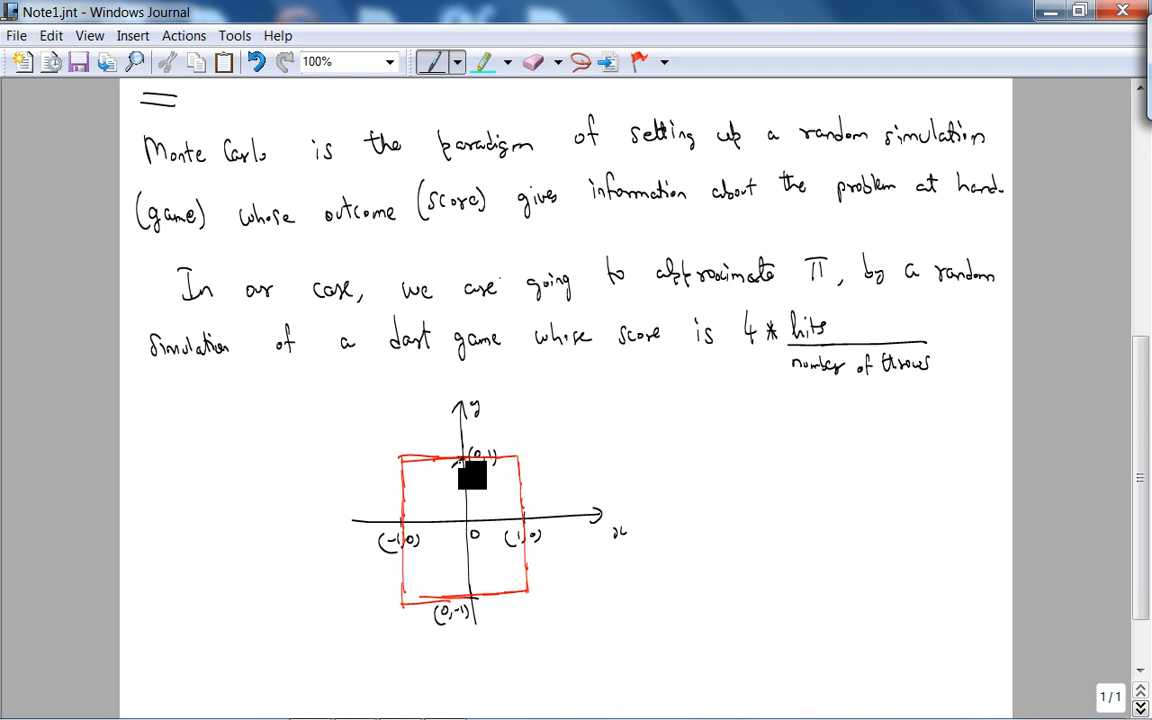 Note1.jnt - Windows Journal
File Edit View Insert Actions Tools Help
100%
Monte Carlo is the paradigm of setting up a random simulation
(game) whose outcome (score) gives information about the problem at hand.
In our case, we are going to approximate π, by a random
simulation of a dart game whose score is 4 * hits
number of throws
y
(0,1)
(-1,0) 0 (1,0) x
(0,-1)
1 / 1